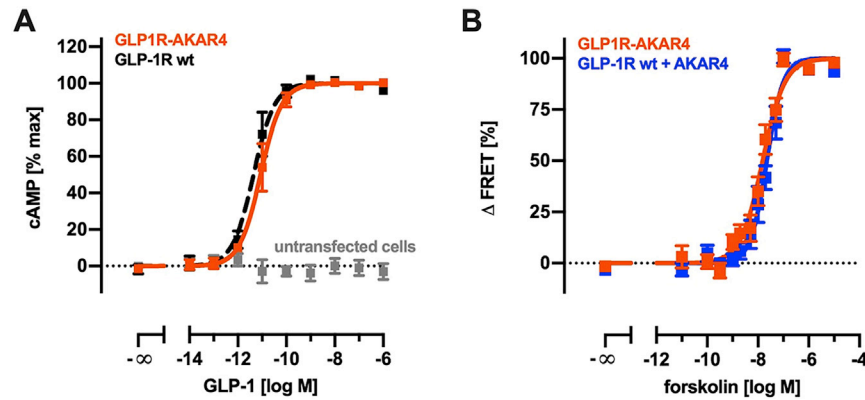 A
GLP1R-AKAR4
GLP-1R wt
cAMP [% max]
120
100
80
60
40
20
0
untransfected cells
-∞
-14
-12
-10
-8
-6
GLP-1 [log M]
B
GLP1R-AKAR4
GLP-1R wt + AKAR4
Δ FRET [%]
100
75
50
25
0
-∞
-12
-10
-8
-6
-4
forskolin [log M]